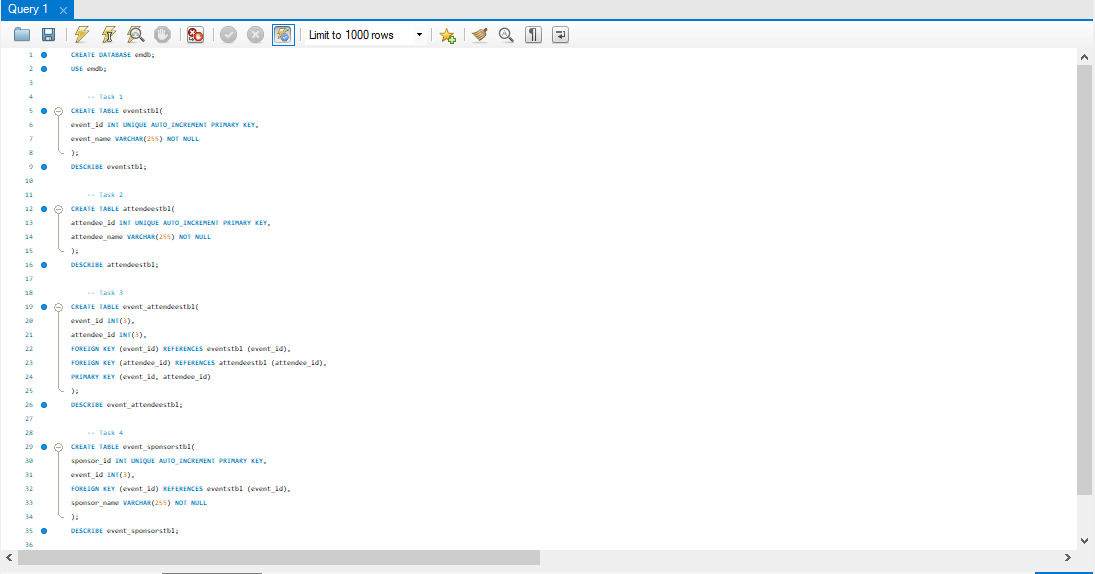 Query 1
Limit to 1000 rows
1 CREATE DATABASE emdb;
2 USE emdb;
3
4 -- Task 1
5 CREATE TABLE eventstbl(
6 event_id INT UNIQUE AUTO_INCREMENT PRIMARY KEY,
7 event_name VARCHAR(255) NOT NULL
8 );
9 DESCRIBE eventstbl;
10
11 -- Task 2
12 CREATE TABLE attendeestbl(
13 attendee_id INT UNIQUE AUTO_INCREMENT PRIMARY KEY,
14 attendee_name VARCHAR(255) NOT NULL
15 );
16 DESCRIBE attendeestbl;
17
18 -- Task 3
19 CREATE TABLE event_attendeestbl(
20 event_id INT(3),
21 attendee_id INT(3),
22 FOREIGN KEY (event_id) REFERENCES eventstbl (event_id),
23 FOREIGN KEY (attendee_id) REFERENCES attendeestbl (attendee_id),
24 PRIMARY KEY (event_id, attendee_id)
25 );
26 DESCRIBE event_attendeestbl;
27
28 -- Task 4
29 CREATE TABLE event_sponsorstbl(
30 sponsor_id INT UNIQUE AUTO_INCREMENT PRIMARY KEY,
31 event_id INT(3),
32 FOREIGN KEY (event_id) REFERENCES eventstbl (event_id),
33 sponsor_name VARCHAR(255) NOT NULL
34 );
35 DESCRIBE event_sponsorstbl;
36